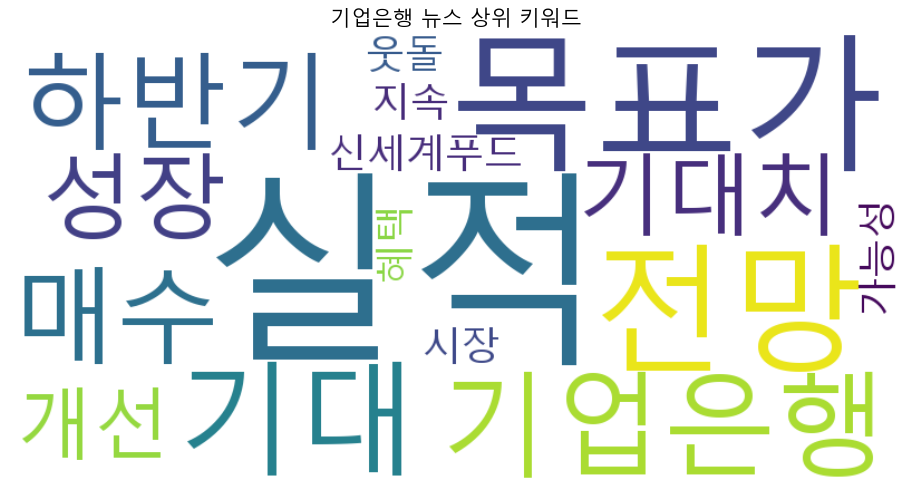 기업은행 뉴스 상위 키워드
하반기
웃돌
목표가
지속
신세계푸드
성장
실적
기대치
혜택
가능성
매수
전망
시장
개선
기대
기업은행